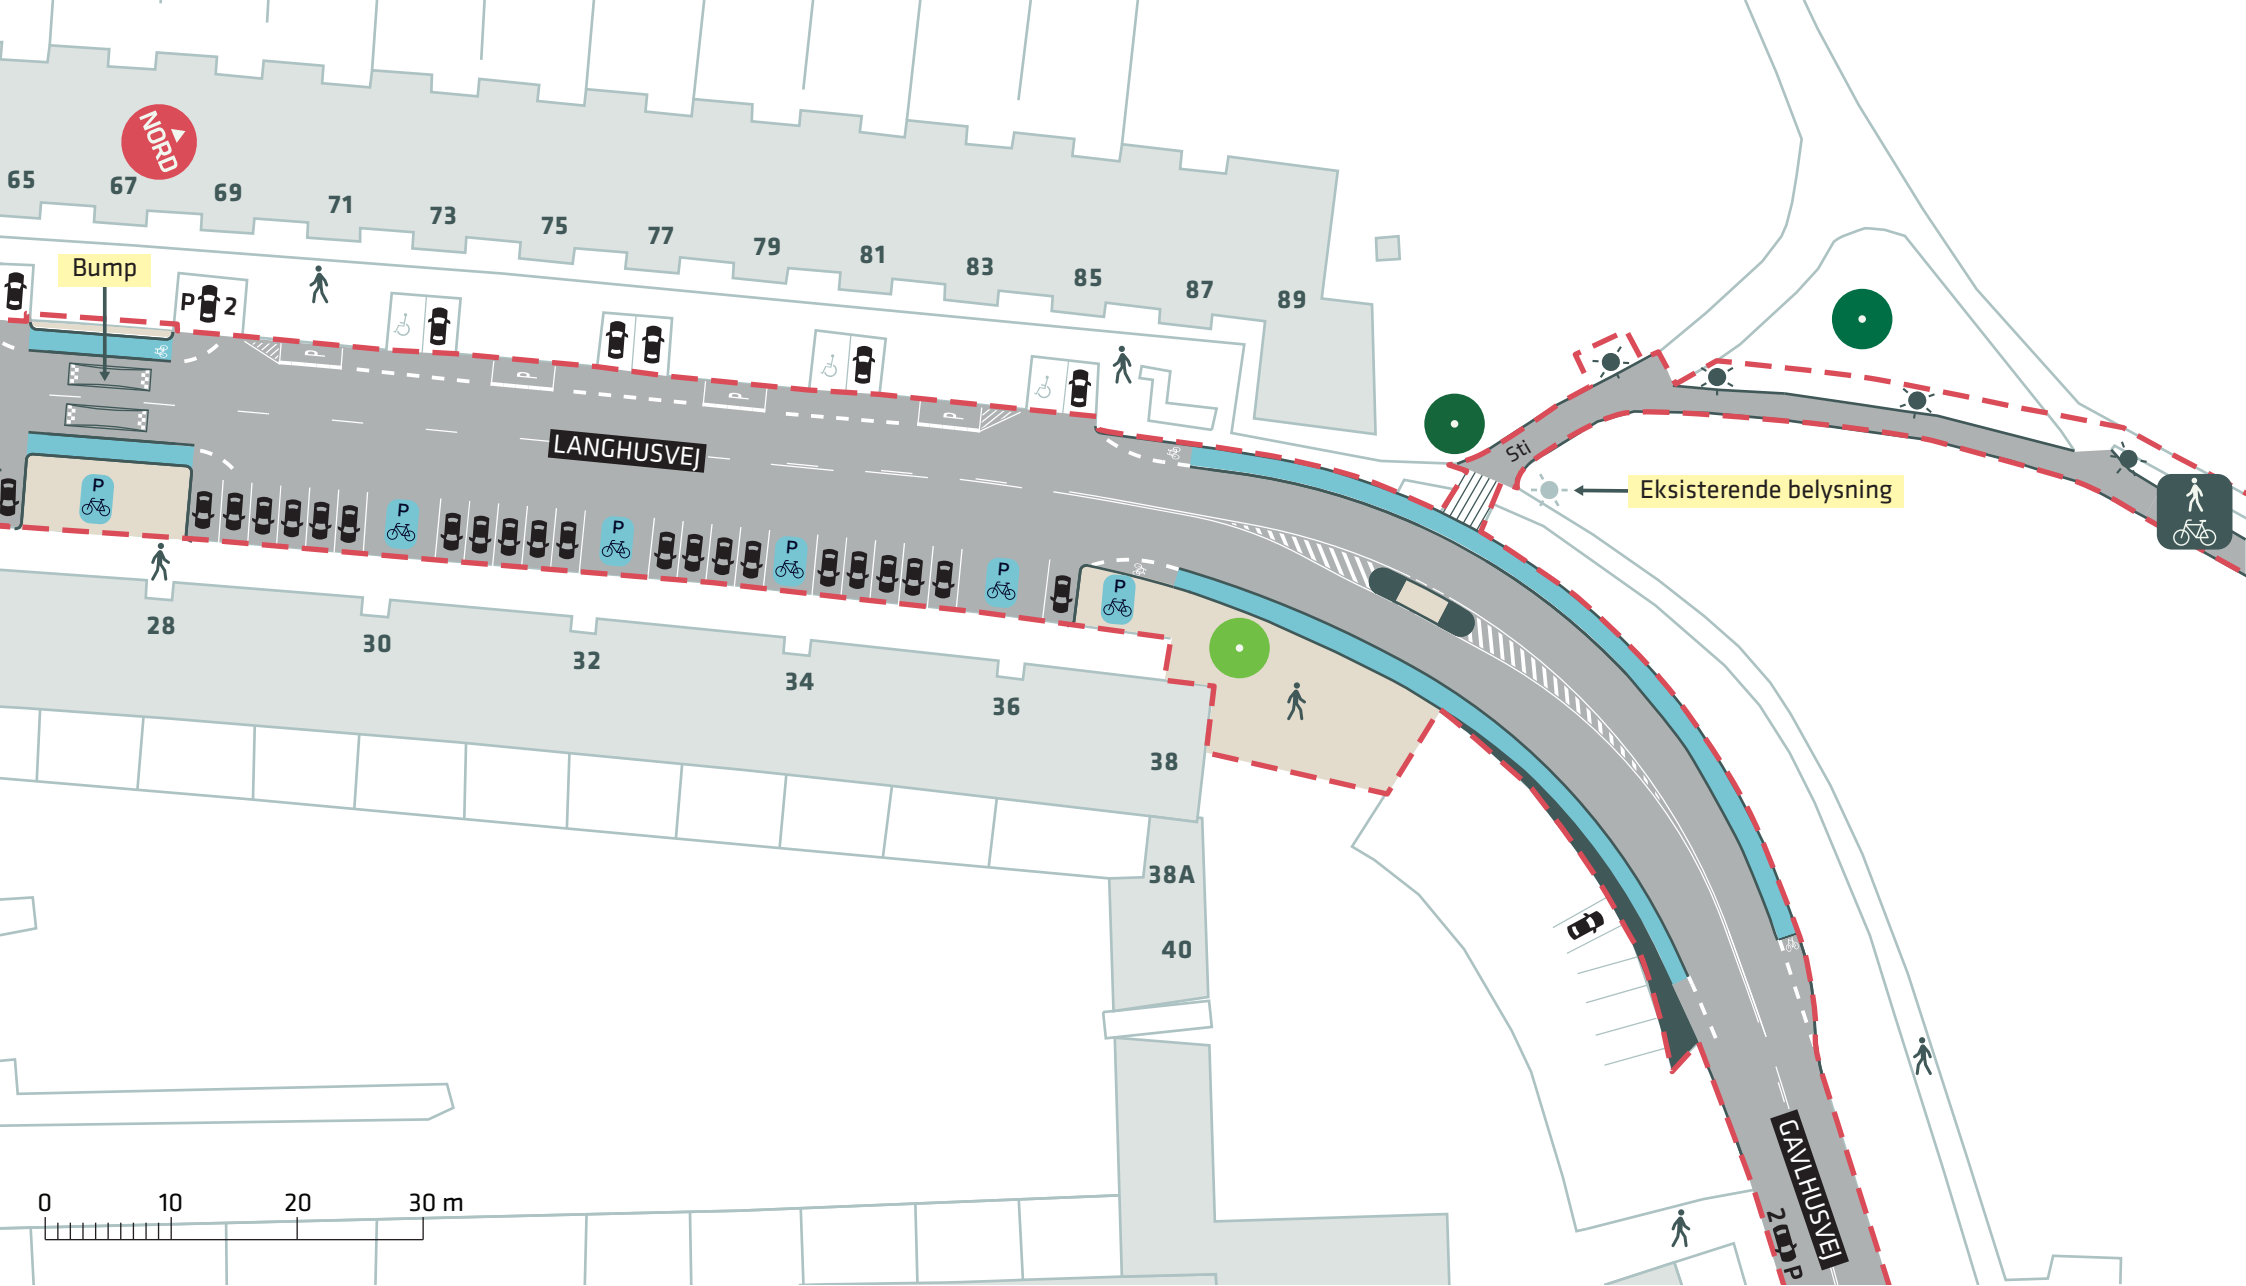 NORD
65
67
69
71
73
75
77
79
81
83
85
87
89
Bump
P 2
P
P
P
P
LANGHUSVEJ
Sti
Eksisterende belysning
P
P
P
P
P
P
28
30
32
34
36
38
38A
40
GAVLHUSVEJ
2 P
0 10 20 30 m